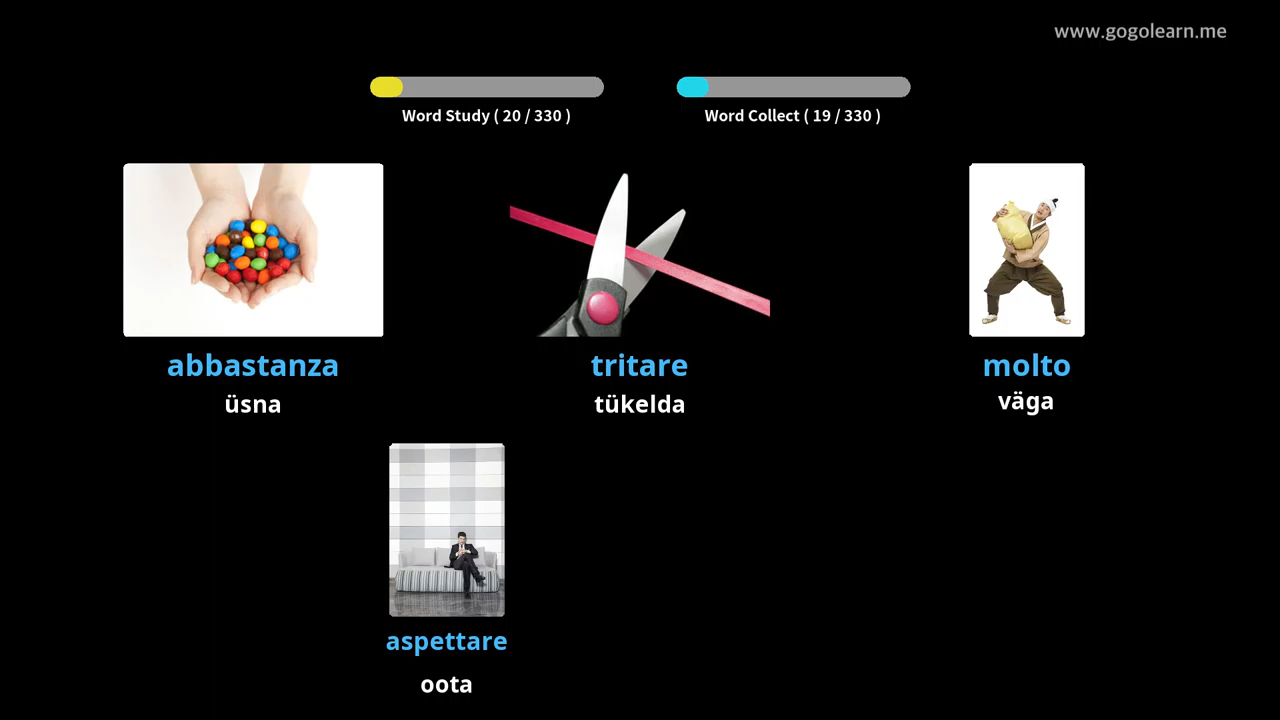 www.gogolearn.me
Word Study ( 20 / 330 )
Word Collect ( 19 / 330 )
abbastanza
üsna
tritare
tükelda
molto
väga
aspettare
oota